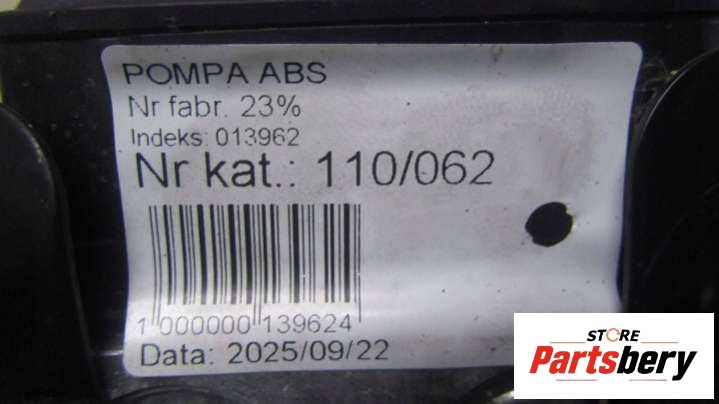 POMPA ABS
Nr fabr. 23%
Indeks: 013962
Nr kat.: 110/062
1 000000 139624
Data: 2025/09/22
STORE
Partsbery